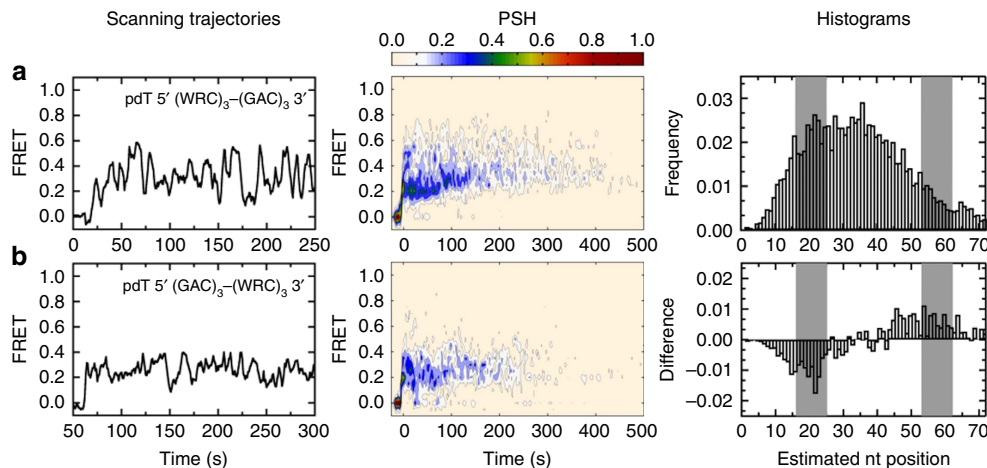 Scanning trajectories
PSH
Histograms
0.0 0.2 0.4 0.6 0.8 1.0
a
pdT 5′ (WRC)₃–(GAC)₃ 3′
FRET
1.0
0.8
0.6
0.4
0.2
0.0
0 50 100 150 200 250
FRET
1.0
0.8
0.6
0.4
0.2
0.0
0 100 200 300 400 500
Frequency
0.03
0.02
0.01
0.00
0 10 20 30 40 50 60 70
b
pdT 5′ (GAC)₃–(WRC)₃ 3′
FRET
1.0
0.8
0.6
0.4
0.2
0.0
50 100 150 200 250 300
Time (s)
FRET
1.0
0.8
0.6
0.4
0.2
0.0
0 100 200 300 400 500
Time (s)
Difference
0.02
0.01
0.00
−0.01
−0.02
0 10 20 30 40 50 60 70
Estimated nt position